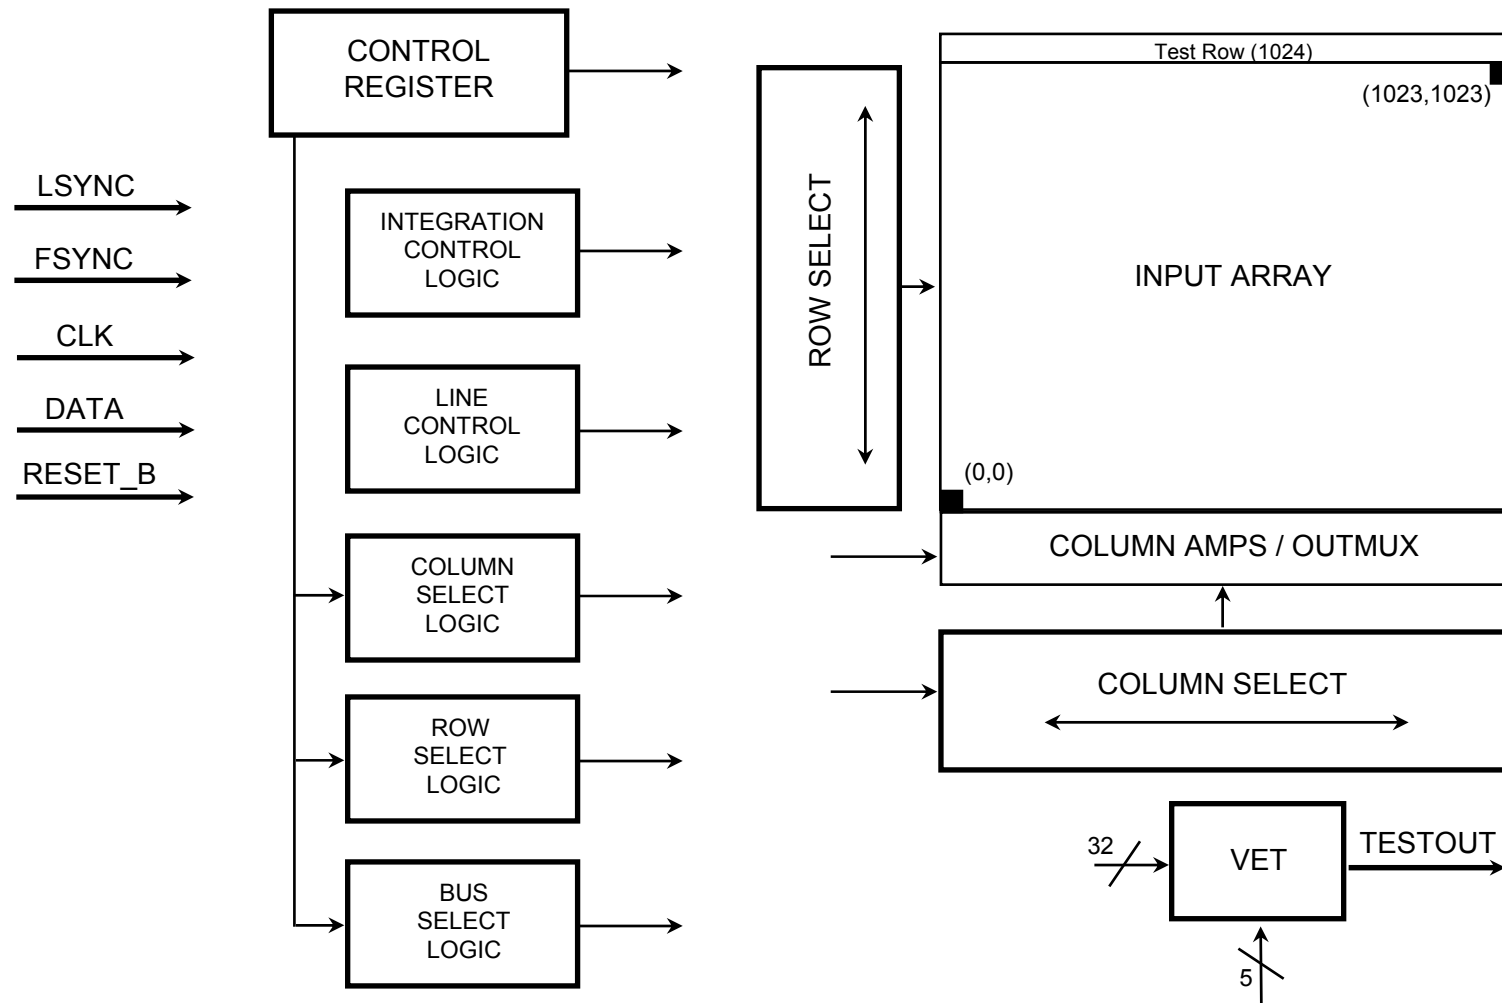 CONTROL
REGISTER
LSYNC
FSYNC
CLK
DATA
RESET_B
INTEGRATION
CONTROL
LOGIC
LINE
CONTROL
LOGIC
COLUMN
SELECT
LOGIC
ROW
SELECT
LOGIC
BUS
SELECT
LOGIC
ROW SELECT
Test Row (1024)
(1023,1023)
INPUT ARRAY
(0,0)
COLUMN AMPS / OUTMUX
COLUMN SELECT
32
VET
TESTOUT
5